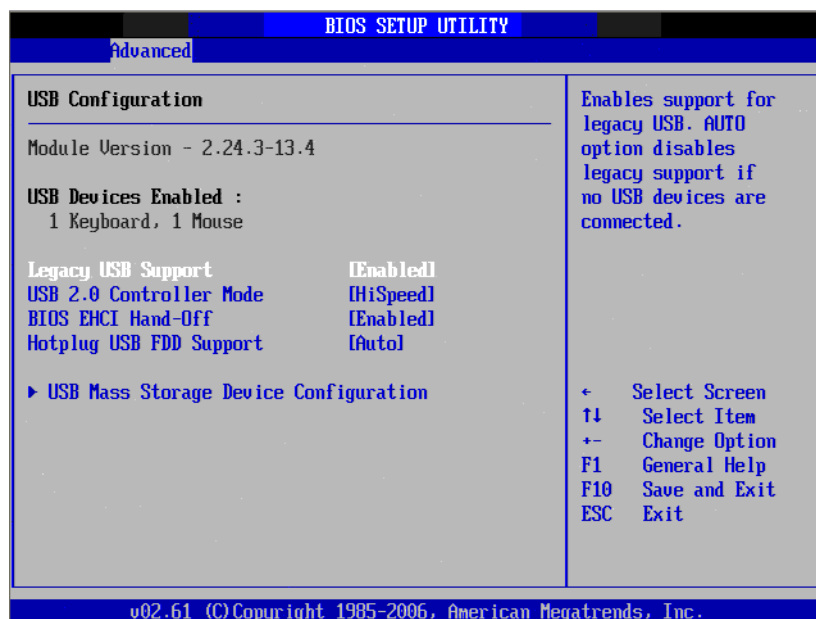 BIOS SETUP UTILITY
Advanced
USB Configuration
Module Version - 2.24.3-13.4
USB Devices Enabled :
1 Keyboard, 1 Mouse
Legacy USB Support [Enabled]
USB 2.0 Controller Mode [HiSpeed]
BIOS EHCI Hand-Off [Enabled]
Hotplug USB FDD Support [Auto]
▶ USB Mass Storage Device Configuration
Enables support for
legacy USB. AUTO
option disables
legacy support if
no USB devices are
connected.
← Select Screen
↑↓ Select Item
+- Change Option
F1 General Help
F10 Save and Exit
ESC Exit
v02.61 (C)Copyright 1985-2006, American Megatrends, Inc.